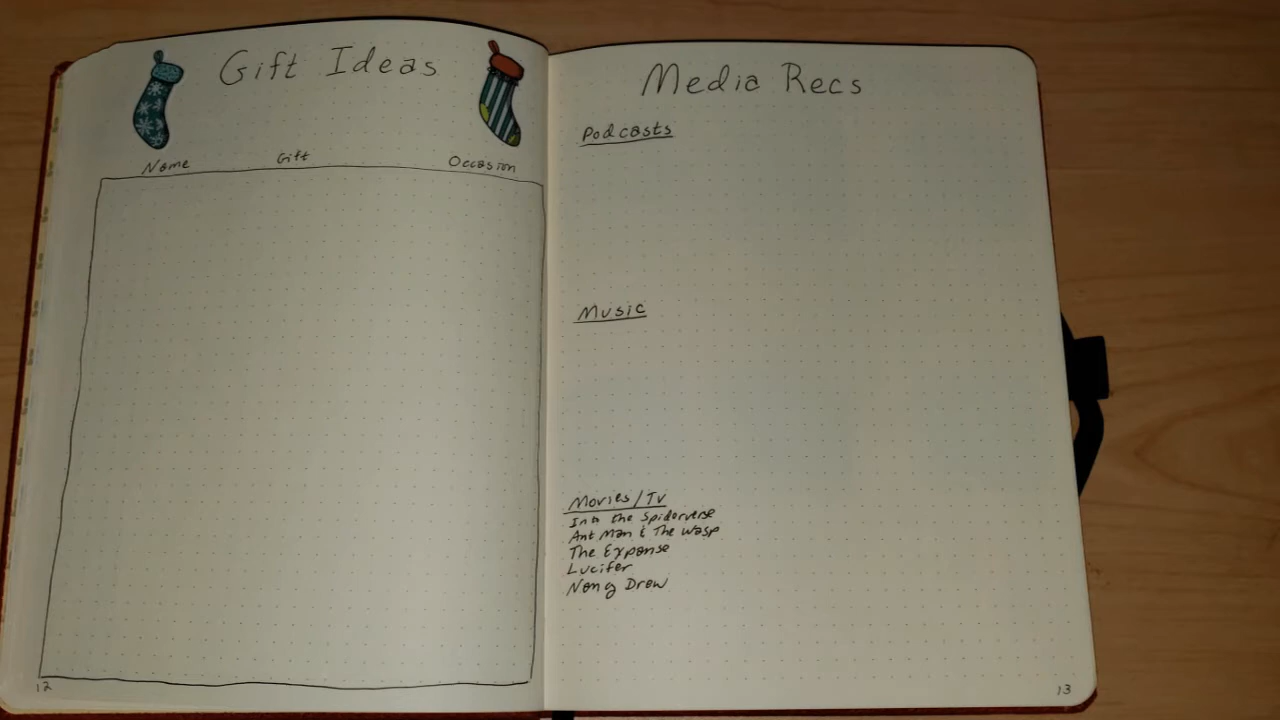 Gift Ideas
Name Gift Occasion
12
Media Recs
Podcasts
Music
Movies/TV
Into the Spiderverse
Ant Man & The Wasp
The Expanse
Lucifer
Nancy Drew
13